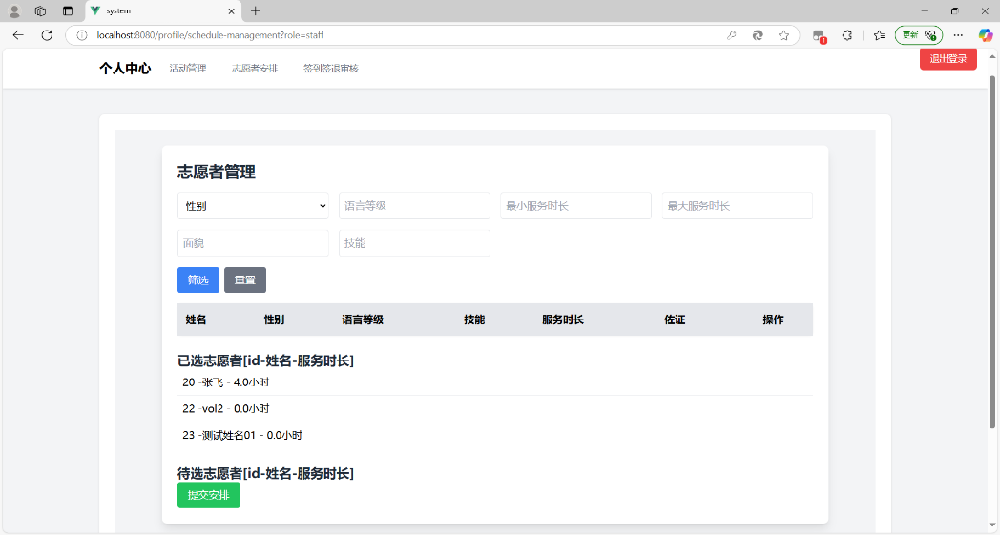 system
localhost:8080/profile/schedule-management?role=staff
更新
1
个人中心 活动管理 志愿者安排 签到签退审核 退出登录
志愿者管理
性别 语言等级 最小服务时长 最大服务时长
面貌 技能
筛选 重置
姓名 性别 语言等级 技能 服务时长 佐证 操作
已选志愿者[id-姓名-服务时长]
20 -张飞 - 4.0小时
22 -vol2 - 0.0小时
23 -测试姓名01 - 0.0小时
待选志愿者[id-姓名-服务时长]
提交安排